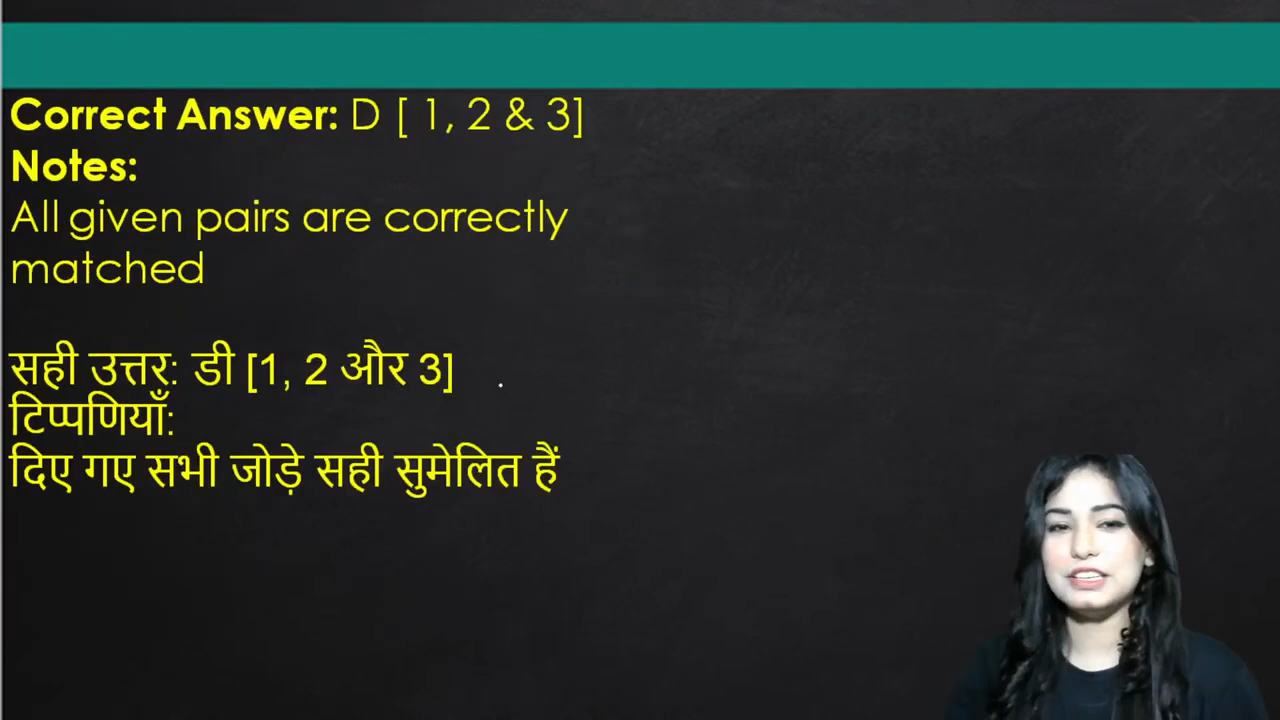 Correct Answer: D [ 1, 2 & 3]
Notes:
All given pairs are correctly
matched
सही उत्तर: डी [1, 2 और 3]
टिप्पणियाँ:
दिए गए सभी जोड़े सही सुमेलित हैं